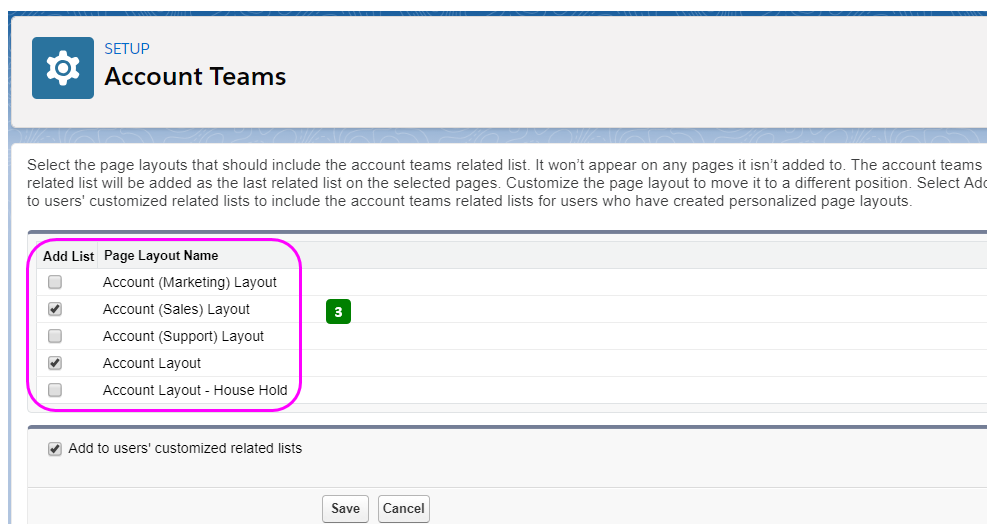 SETUP
Account Teams
Select the page layouts that should include the account teams related list. It won't appear on any pages it isn't added to. The account teams
related list will be added as the last related list on the selected pages. Customize the page layout to move it to a different position. Select Add
to users' customized related lists to include the account teams related lists for users who have created personalized page layouts.
Add List Page Layout Name
Account (Marketing) Layout
Account (Sales) Layout
3
Account (Support) Layout
Account Layout
Account Layout - House Hold
Add to users' customized related lists
Save Cancel